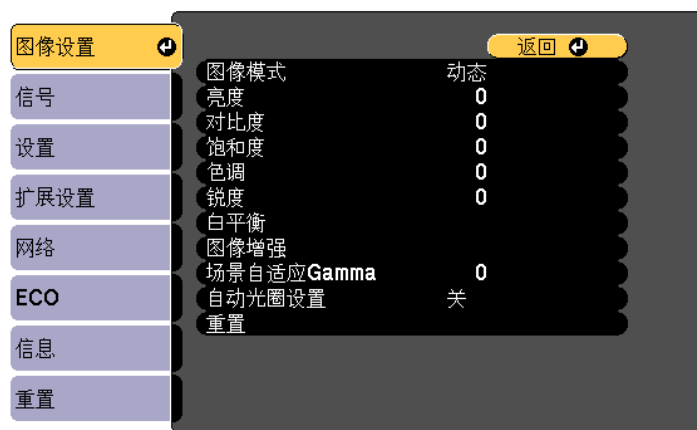 图像设置
信号
设置
扩展设置
网络
ECO
信息
重置
返回
图像模式 动态
亮度 0
对比度 0
饱和度 0
色调 0
锐度 0
白平衡
图像增强
场景自适应Gamma 0
自动光圈设置 关
重置